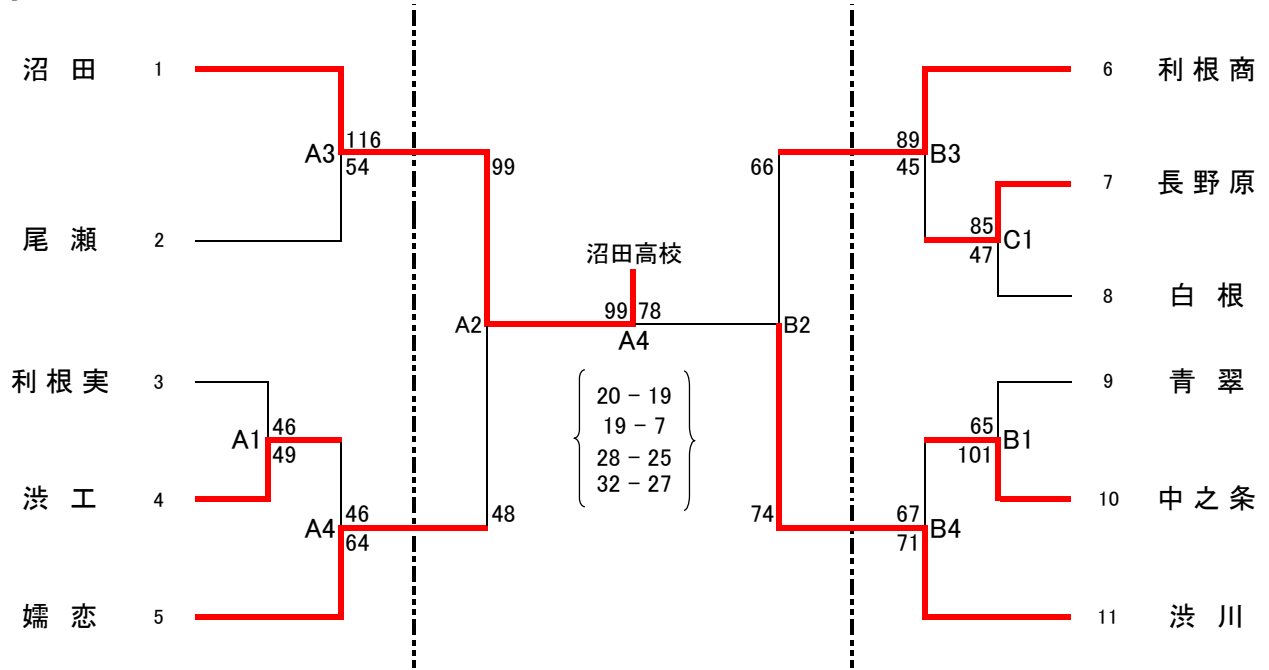 沼 田 1
6 利 根 商
A3 116
54
99
66
89
45 B3
7 長 野 原
尾 瀬 2
沼田高校
85
47 C1
8 白 根
A2
99 78
A4
B2
利 根 実 3
9 青 翠
20 - 19
19 - 7
28 - 25
32 - 27
A1 46
49
65
101 B1
渋 工 4
10 中 之 条
A4 46
64
48
74
67
71 B4
嬬 恋 5
11 渋 川